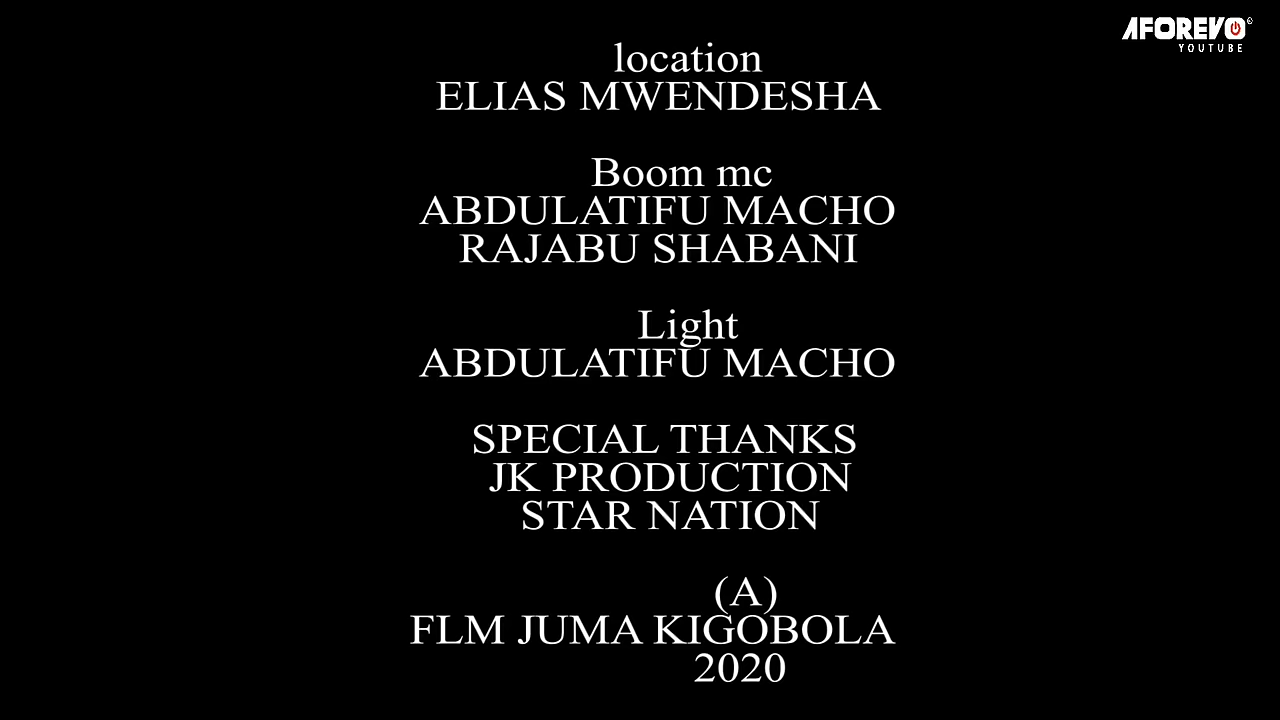 AFOREVO
YOUTUBE
location
ELIAS MWENDESHA
Boom mc
ABDULATIFU MACHO
RAJABU SHABANI
Light
ABDULATIFU MACHO
SPECIAL THANKS
JK PRODUCTION
STAR NATION
(A)
FLM JUMA KIGOBOLA
2020